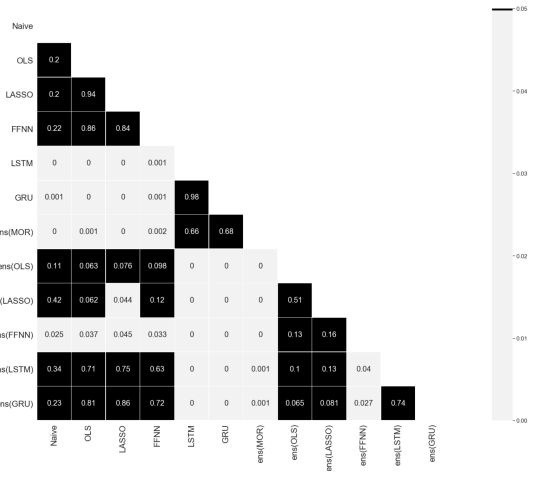 Naive
OLS 0.2
LASSO 0.2 0.94
FFNN 0.22 0.86 0.84
LSTM 0 0 0 0.001
GRU 0.001 0 0 0.001 0.98
ns(MOR) 0 0.001 0 0.002 0.66 0.68
ens(OLS) 0.11 0.063 0.076 0.098 0 0 0
(LASSO) 0.42 0.062 0.044 0.12 0 0 0 0.51
ns(FFNN) 0.025 0.037 0.045 0.033 0 0 0 0.13 0.16
s(LSTM) 0.34 0.71 0.75 0.63 0 0 0.001 0.1 0.13 0.04
ns(GRU) 0.23 0.81 0.86 0.72 0 0 0.001 0.065 0.081 0.027 0.74
Naive OLS LASSO FFNN LSTM GRU ens(MOR) ens(OLS) ens(LASSO) ens(FFNN) ens(LSTM) ens(GRU)
0.05
0.04
0.03
0.02
0.01
0.00